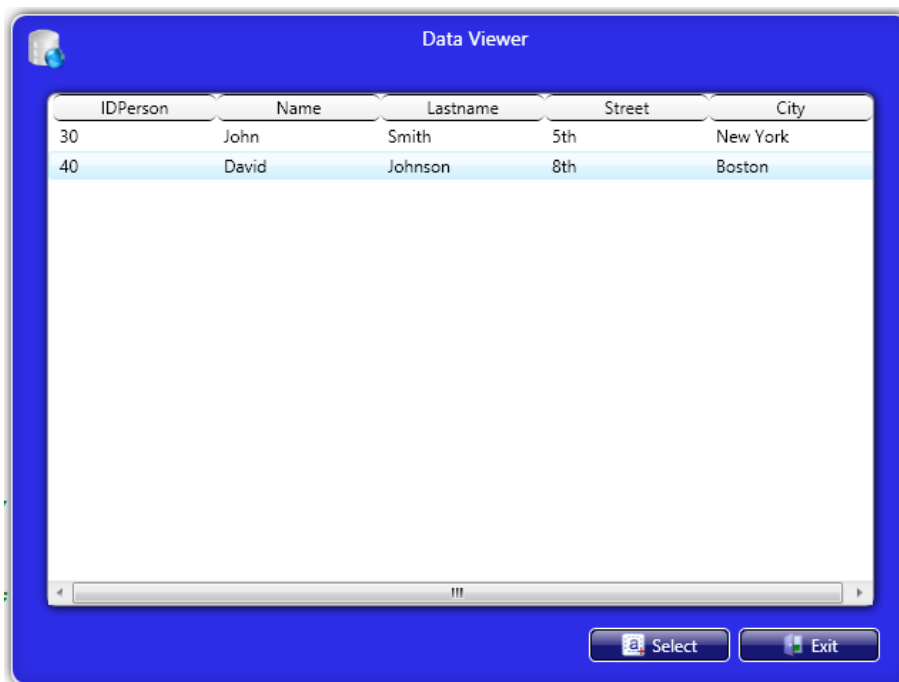 Data Viewer
IDPerson Name Lastname Street City
30 John Smith 5th New York
40 David Johnson 8th Boston
Select Exit